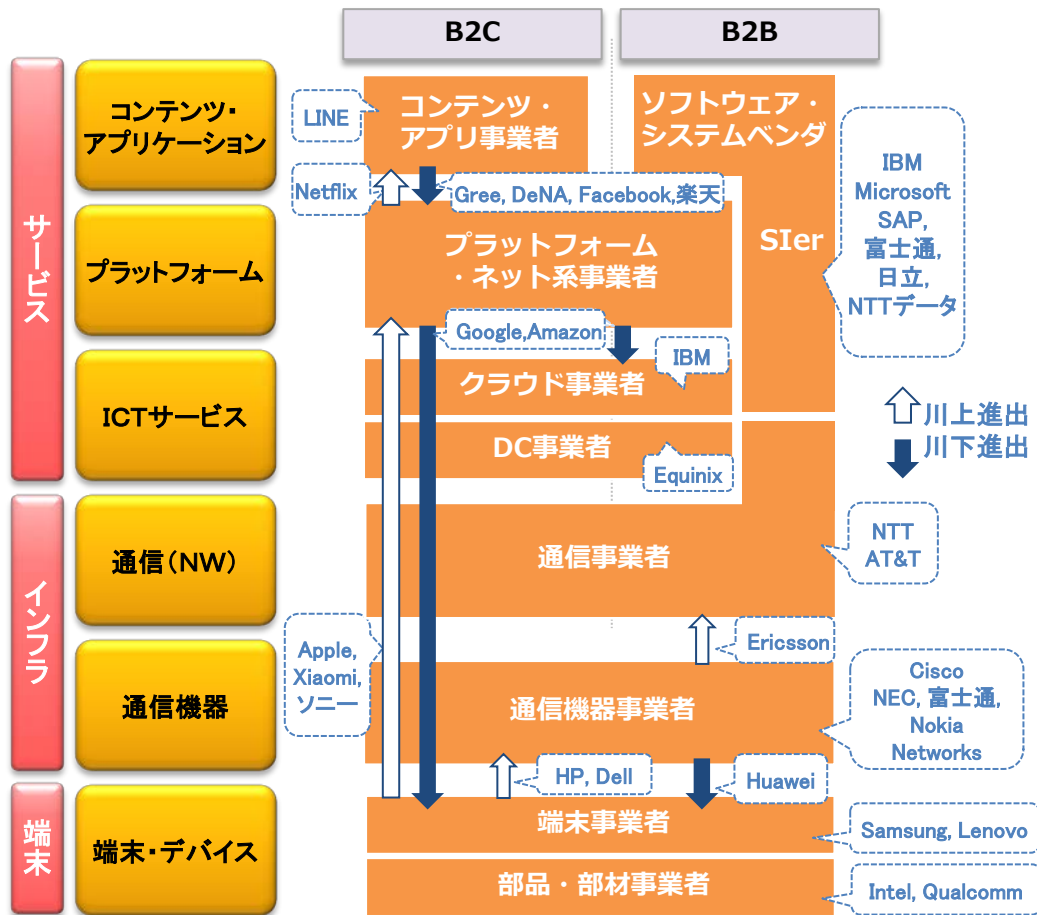 B2C
B2B
サービス
コンテンツ・
アプリケーション
LINE
コンテンツ・
アプリ事業者
ソフトウェア・
システムベンダ
Netflix
Gree, DeNA, Facebook,楽天
IBM
Microsoft
SAP,
富士通,
日立,
NTTデータ
プラットフォーム
プラットフォーム
・ネット系事業者
SIer
Google,Amazon
IBM
クラウド事業者
ICTサービス
川上進出
川下進出
DC事業者
Equinix
インフラ
通信(NW)
通信事業者
NTT
AT&T
Apple,
Xiaomi,
ソニー
Ericsson
通信機器
通信機器事業者
Cisco
NEC, 富士通,
Nokia
Networks
HP, Dell
Huawei
端末
端末・デバイス
端末事業者
Samsung, Lenovo
部品・部材事業者
Intel, Qualcomm